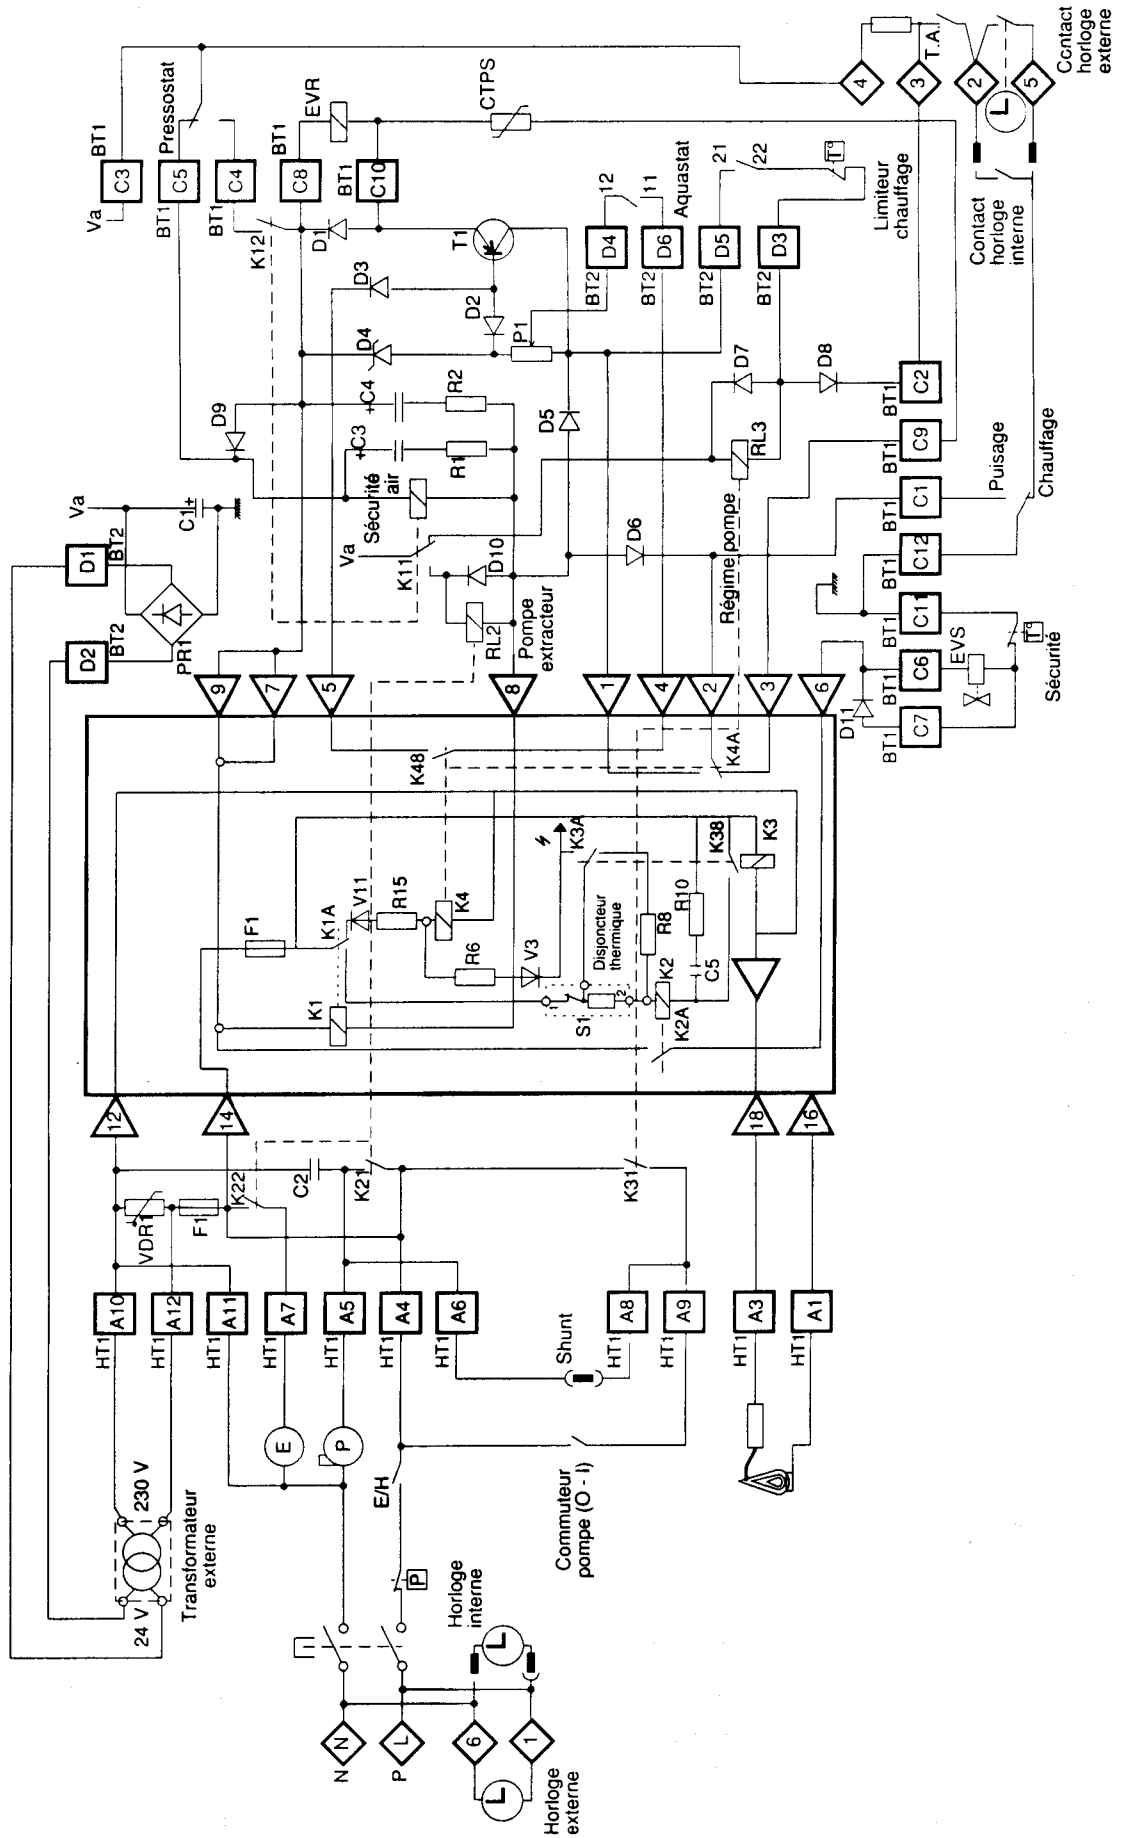 D1
BT2
D2
BT2
PR1
Va
C1+
Va
BT1
C3
Pressostat
BT1
C5
BT1
C4
K12
BT1
C8
EVR
BT1
C10
CTPS
D1
T1
D3
D2
D4
P1
D9
+C4
R2
+C3
R1
Sécurité
air
Va
K11
D10
RL2
Pompe
extracteur
D5
D6
Régime pompe
RL3
D7
D8
BT2
D4
12
11
BT2
D6
Aquastat
BT2
D5
21
22
BT2
D3
T°
Limiteur
chauffage
4
3
T.A.
2
5
L
Contact
horloge
externe
Contact
horloge
interne
BT1
C2
BT1
C9
BT1
C1
Puisage
BT1
C12
Chauffage
BT1
C11
BT1
C6
EVS
D11
BT1
C7
T°
Sécurité
9
7
5
8
1
4
2
3
6
12
14
18
16
F1
K1
K1A
V11
R15
K4
K48
R6
V3
K3A
Disjoncteur
thermique
S1
1
2
R8
K2
K2A
C5
R10
K38
K3
K4A
VDR1
F1
K22
C2
K21
K31
HT1
A10
HT1
A12
HT1
A11
HT1
A7
HT1
A5
HT1
A4
HT1
A6
HT1
A8
HT1
A9
HT1
A3
HT1
A1
Shunt
E
P
E/H
Commuteur
pompe (O - I)
24 V
230 V
Transformateur
externe
P
Horloge
interne
L
N
N
P
L
6
1
L
Horloge
externe